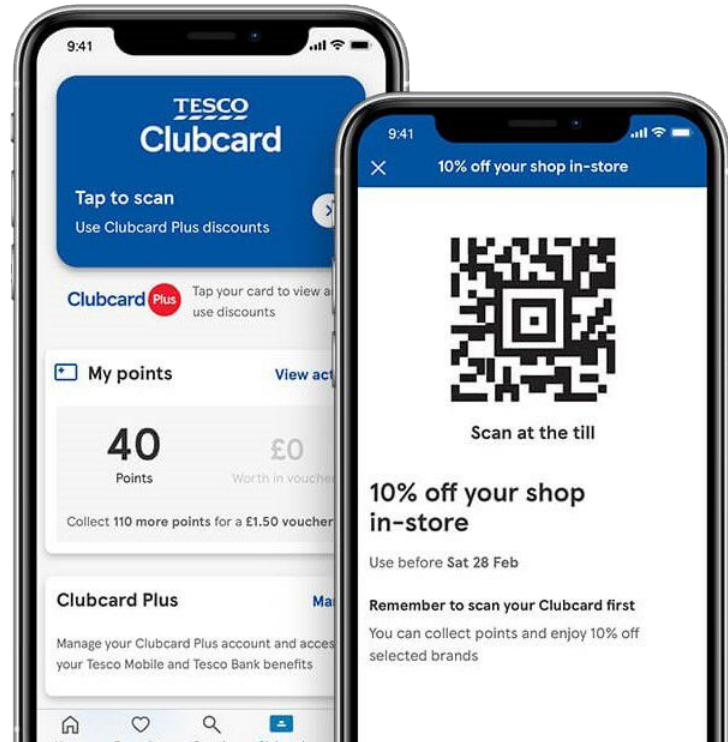 9:41
TESCO
Clubcard
Tap to scan
Use Clubcard Plus discounts
Clubcard Plus
Tap your card to view
use discounts
My points
View
40
Points
£0
Worth in
Collect 110 more points for a £1.50 voucher
Clubcard Plus
Manage your Clubcard Plus account and
your Tesco Mobile and Tesco Bank benefits
9:41
10% off your shop in-store
Scan at the till
10% off your shop
in-store
Use before Sat 28 Feb
Remember to scan your Clubcard first
You can collect points and enjoy 10% off
selected brands